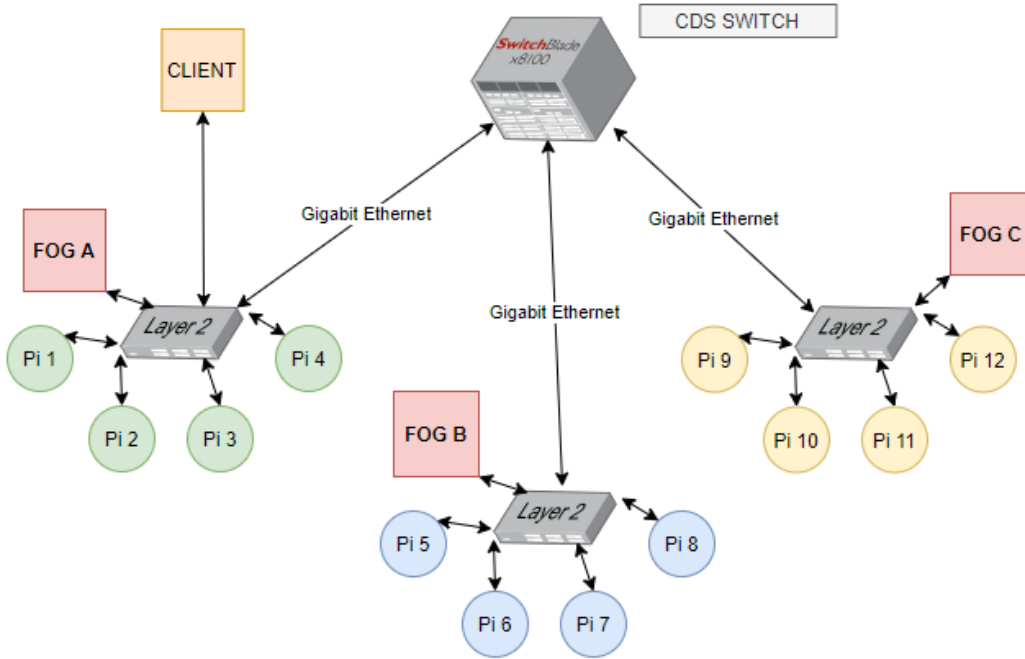 CDS SWITCH
SwitchBlade
x8100
CLIENT
Gigabit Ethernet
Gigabit Ethernet
FOG A
FOG C
Gigabit Ethernet
Layer 2
Layer 2
Pi 1
Pi 4
Pi 9
Pi 12
Pi 2
Pi 3
FOG B
Pi 10
Pi 11
Layer 2
Pi 5
Pi 8
Pi 6
Pi 7